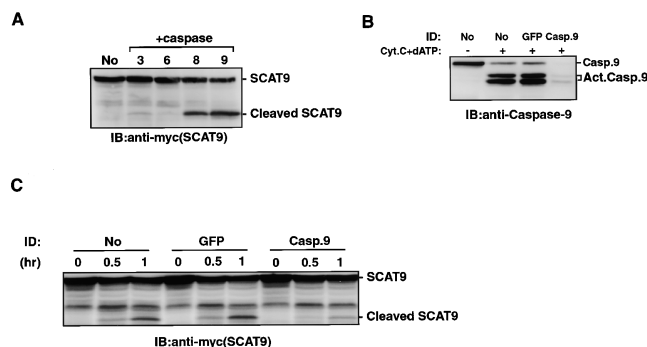 A
+caspase
No 3 6 8 9
SCAT9
Cleaved SCAT9
IB:anti-myc(SCAT9)
B
ID: No No GFP Casp.9
Cyt.C+dATP: - + + +
Casp.9
Act.Casp.9
IB:anti-Caspase-9
C
ID: No GFP Casp.9
(hr) 0 0.5 1 0 0.5 1 0 0.5 1
SCAT9
Cleaved SCAT9
IB:anti-myc(SCAT9)